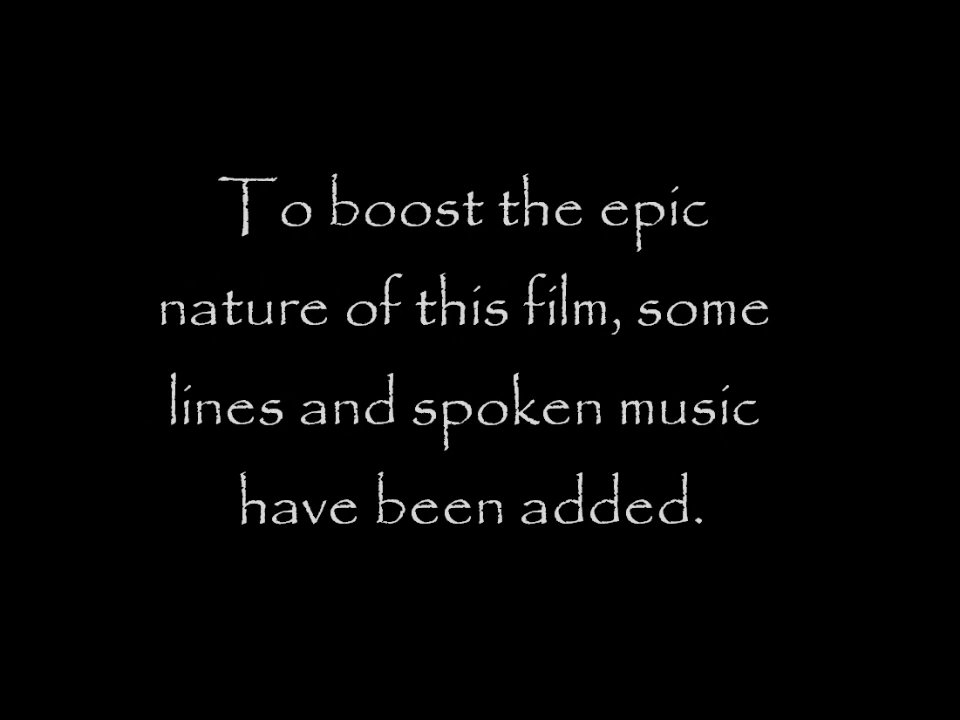 To boost the epic
nature of this film, some
lines and spoken music
have been added.